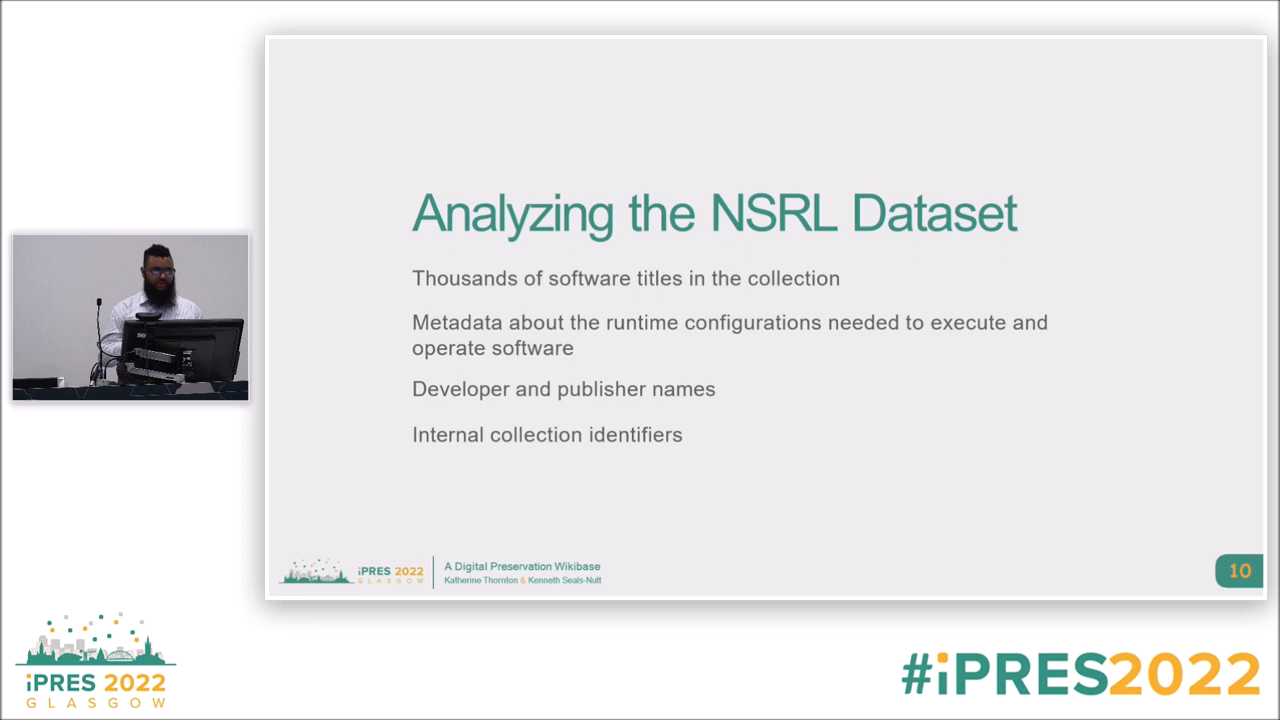 Analyzing the NSRL Dataset
Thousands of software titles in the collection
Metadata about the runtime configurations needed to execute and
operate software
Developer and publisher names
Internal collection identifiers
iPRES 2022
GLASGOW
A Digital Preservation Wikibase
Katherine Thornton & Kenneth Seals-Nutt
10
iPRES 2022
GLASGOW
#iPRES2022